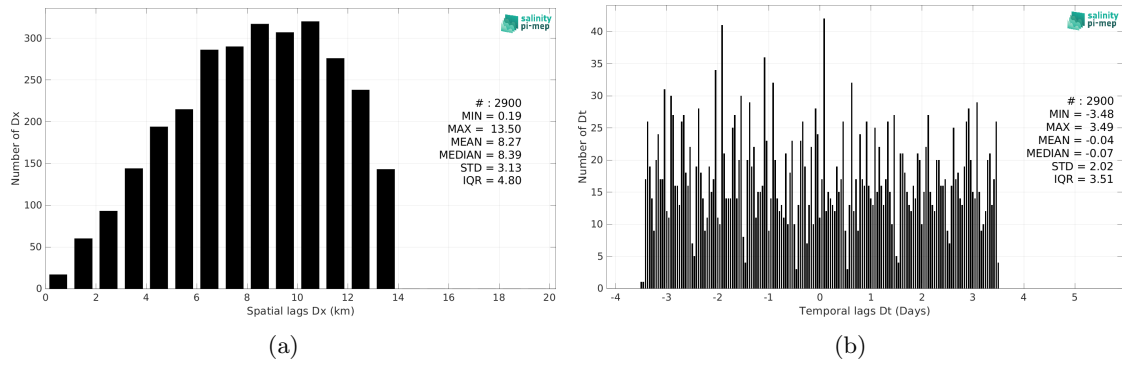 salinity
pi-mep
300
250
200
150
100
50
0
Number of Dx
# : 2900
MIN = 0.19
MAX = 13.50
MEAN = 8.27
MEDIAN = 8.39
STD = 3.13
IQR = 4.80
0 2 4 6 8 10 12 14 16 18 20
Spatial lags Dx (km)
(a)
salinity
pi-mep
40
35
30
25
20
15
10
5
0
Number of Dt
# : 2900
MIN = -3.48
MAX = 3.49
MEAN = -0.04
MEDIAN = -0.07
STD = 2.02
IQR = 3.51
-4 -3 -2 -1 0 1 2 3 4 5
Temporal lags Dt (Days)
(b)